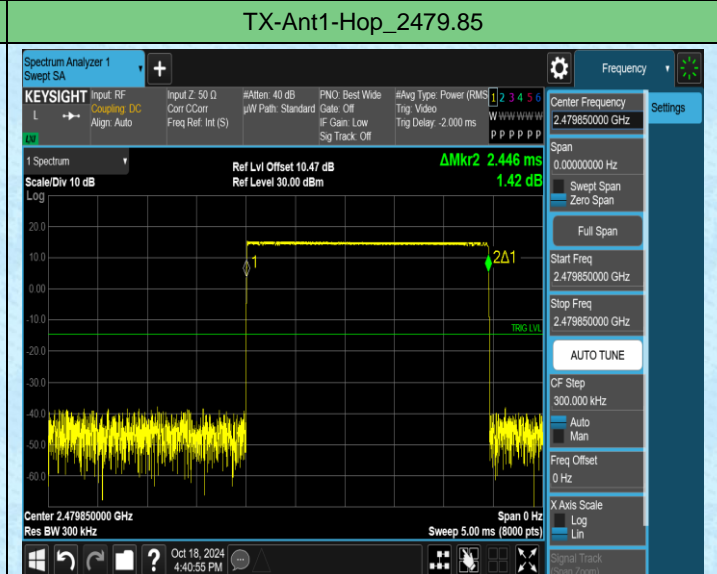 TX-Ant1-Hop_2479.85
Spectrum Analyzer 1
Swept SA
+
Frequency
KEYSIGHT
L
LXI
Input: RF
Coupling: DC
Align: Auto
Input Z: 50 Ω
Corr CCorr
Freq Ref: Int (S)
#Atten: 40 dB
µW Path: Standard
PNO: Best Wide
Gate: Off
IF Gain: Low
Sig Track: Off
#Avg Type: Power (RMS
Trig: Video
Trig Delay: -2.000 ms
1 2 3 4 5 6
W W W W W W
P P P P P P
1 Spectrum
Scale/Div 10 dB
Log
Ref Lvl Offset 10.47 dB
Ref Level 30.00 dBm
ΔMkr2 2.446 ms
1.42 dB
20.0
10.0
0.00
-10.0
-20.0
-30.0
-40.0
-50.0
-60.0
1
2Δ1
TRIG LVL
Center 2.479850000 GHz
Res BW 300 kHz
Span 0 Hz
Sweep 5.00 ms (8000 pts)
?
Oct 18, 2024
4:40:55 PM
Center Frequency
2.479850000 GHz
Settings
Span
0.00000000 Hz
Swept Span
Zero Span
Full Span
Start Freq
2.479850000 GHz
Stop Freq
2.479850000 GHz
AUTO TUNE
CF Step
300.000 kHz
Auto
Man
Freq Offset
0 Hz
X Axis Scale
Log
Lin
Signal Track
(Span Zoom)